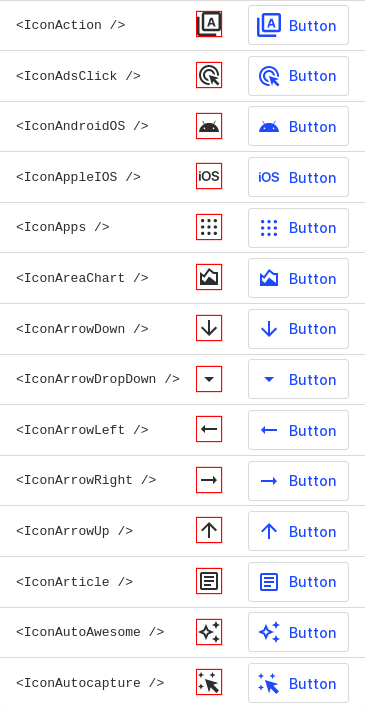 <IconAction /> A A Button
<IconAdsClick /> Button
<IconAndroidOS /> Button
<IconAppleIOS /> iOS iOS Button
<IconApps /> Button
<IconAreaChart /> Button
<IconArrowDown /> Button
<IconArrowDropDown /> Button
<IconArrowLeft /> Button
<IconArrowRight /> Button
<IconArrowUp /> Button
<IconArticle /> Button
<IconAutoAwesome /> Button
<IconAutocapture /> Button